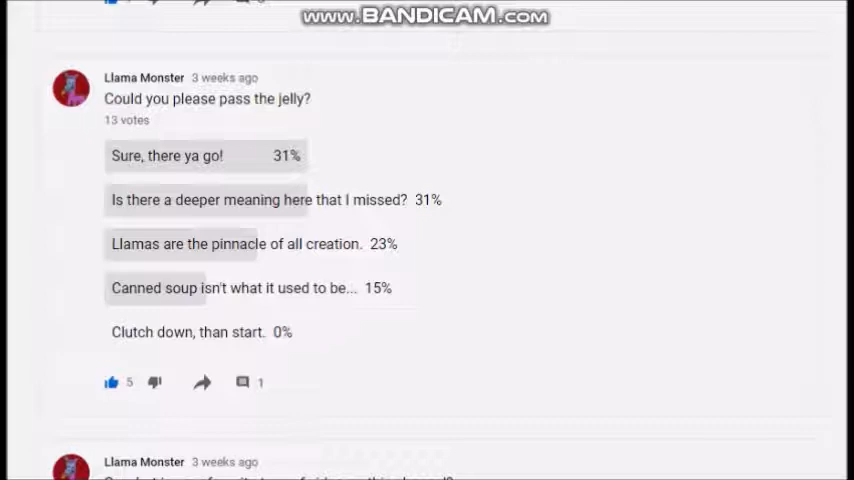 www.BANDICAM.com
Llama Monster 3 weeks ago
Could you please pass the jelly?
13 votes
Sure, there ya go! 31%
Is there a deeper meaning here that I missed? 31%
Llamas are the pinnacle of all creation. 23%
Canned soup isn't what it used to be... 15%
Clutch down, than start. 0%
5 1
Llama Monster 3 weeks ago